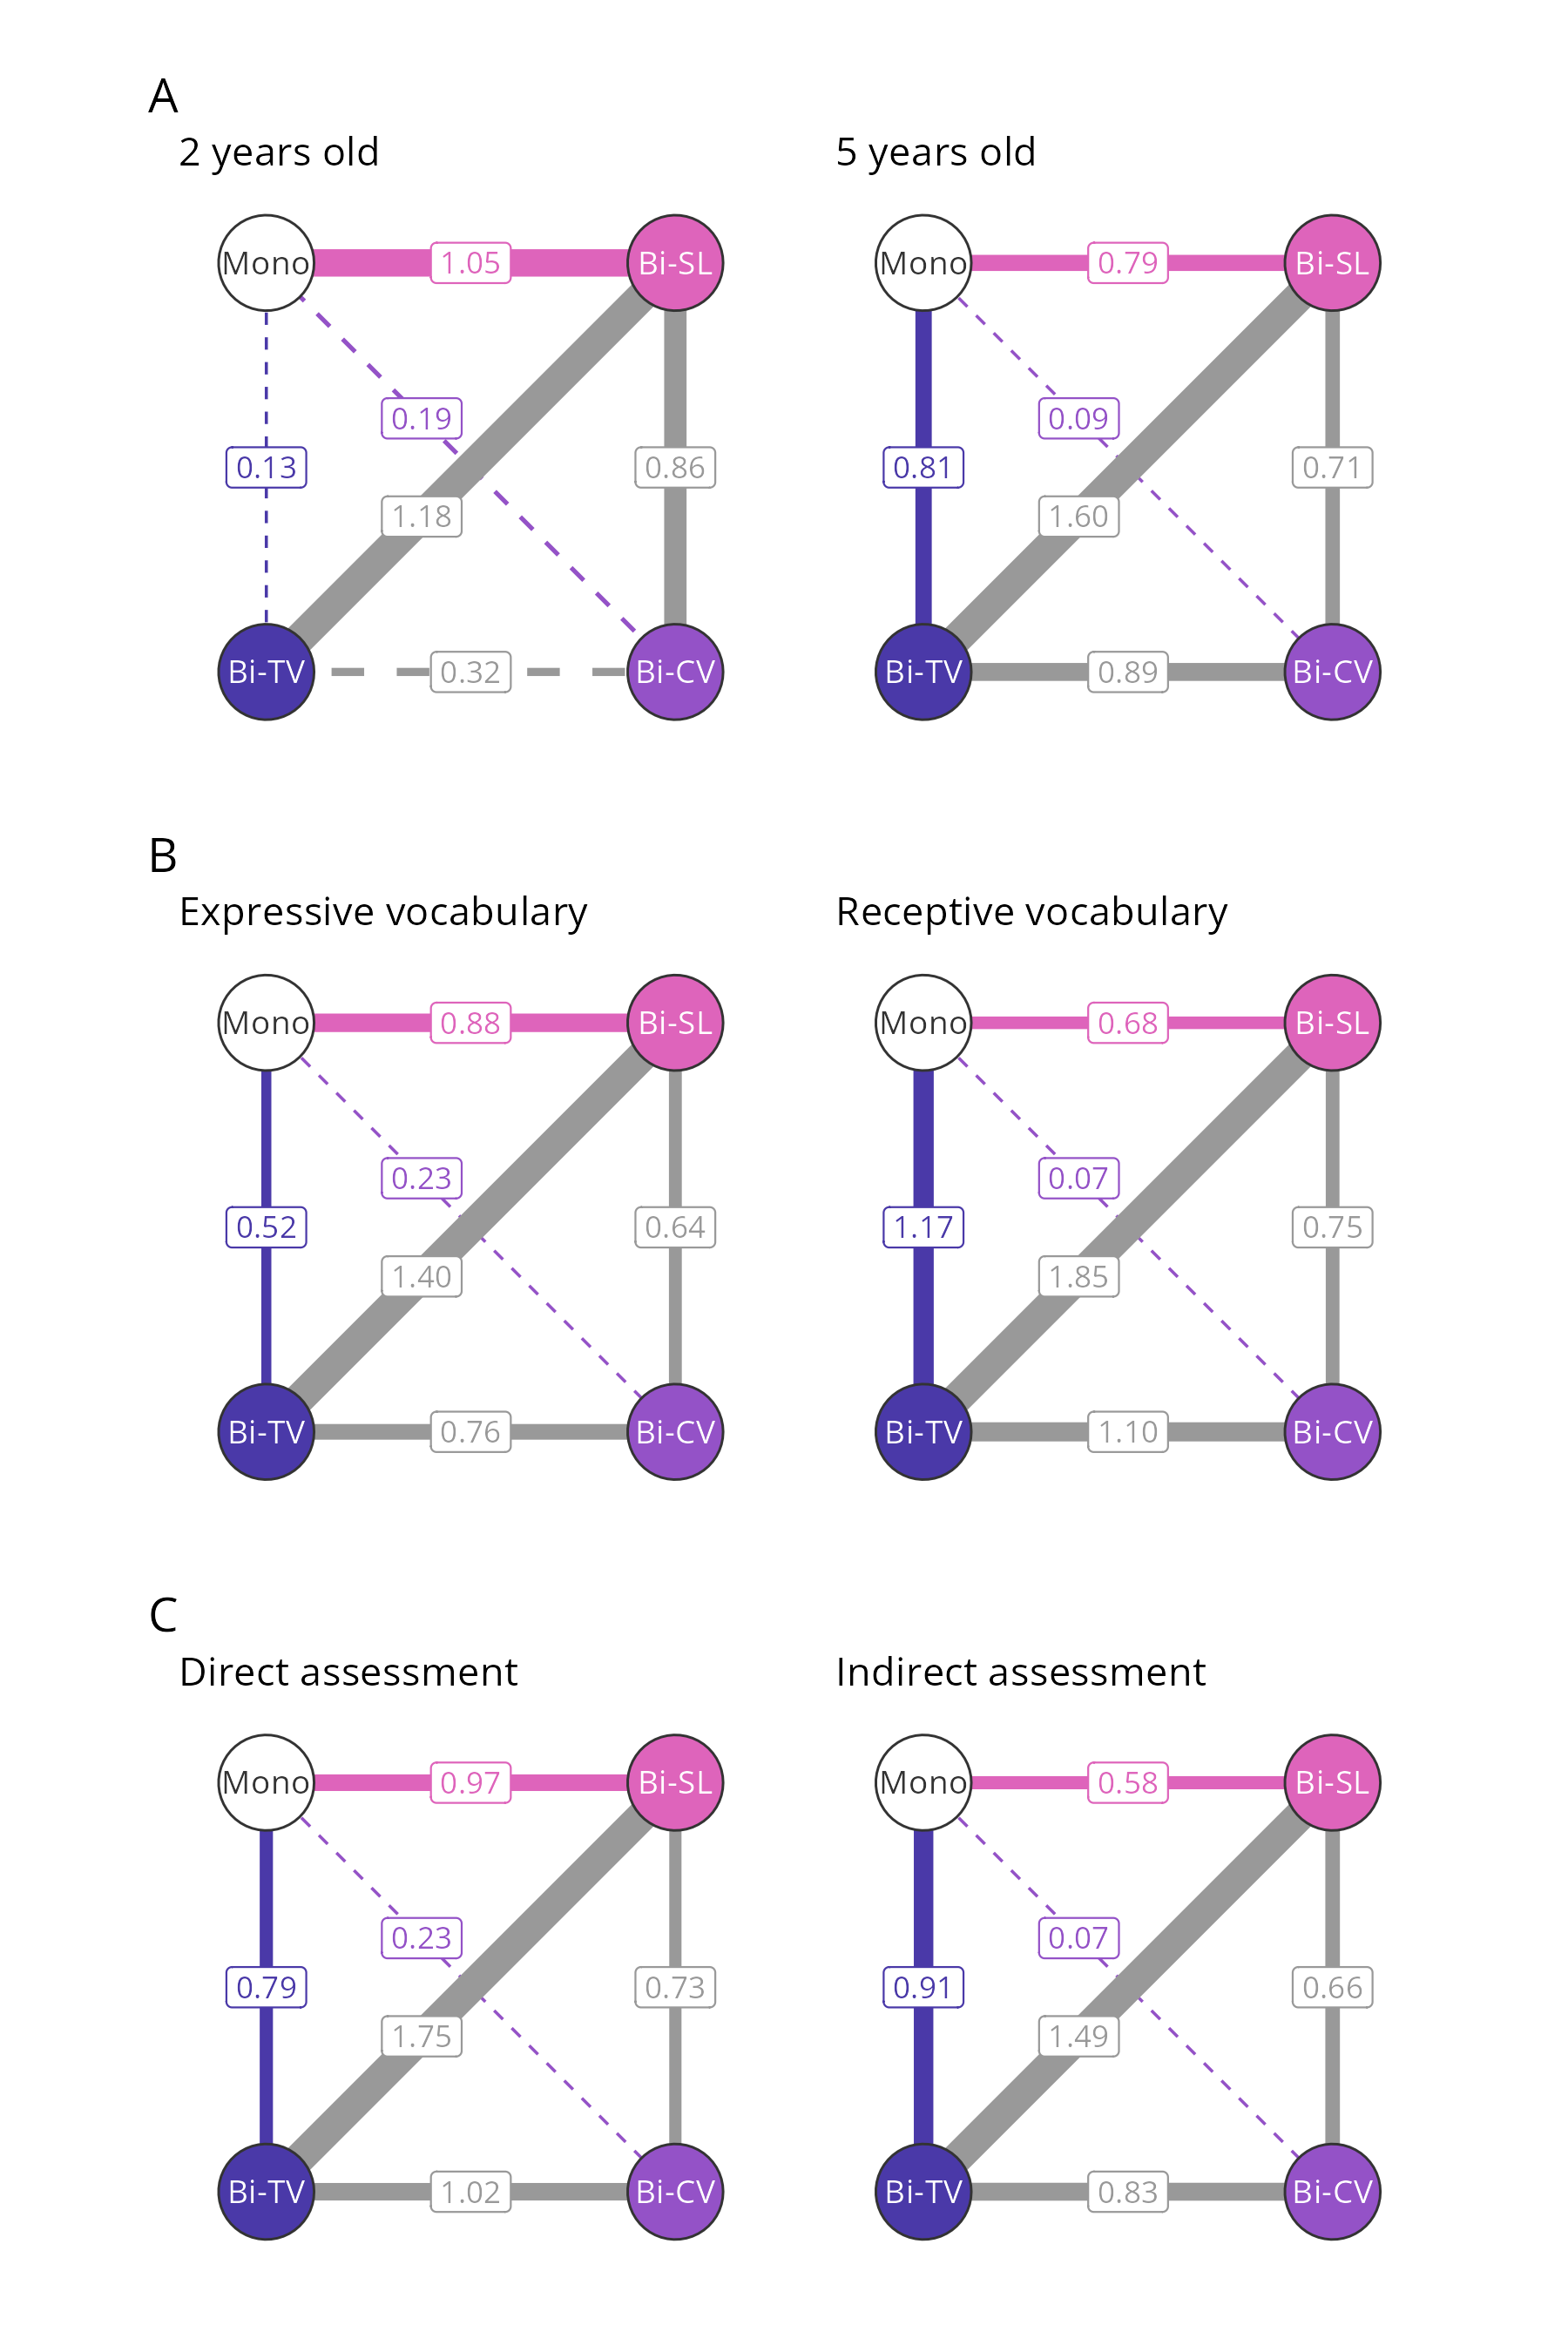 A
2 years old
5 years old
Mono 1.05 Bi-SL
Mono 0.79 Bi-SL
0.19
0.09
0.13
0.86
0.81
0.71
1.18
1.60
Bi-TV 0.32 Bi-CV
Bi-TV 0.89 Bi-CV
B
Expressive vocabulary
Receptive vocabulary
Mono 0.88 Bi-SL
Mono 0.68 Bi-SL
0.23
0.07
0.52
0.64
1.17
0.75
1.40
1.85
Bi-TV 0.76 Bi-CV
Bi-TV 1.10 Bi-CV
C
Direct assessment
Indirect assessment
Mono 0.97 Bi-SL
Mono 0.58 Bi-SL
0.23
0.07
0.79
0.73
0.91
0.66
1.75
1.49
Bi-TV 1.02 Bi-CV
Bi-TV 0.83 Bi-CV